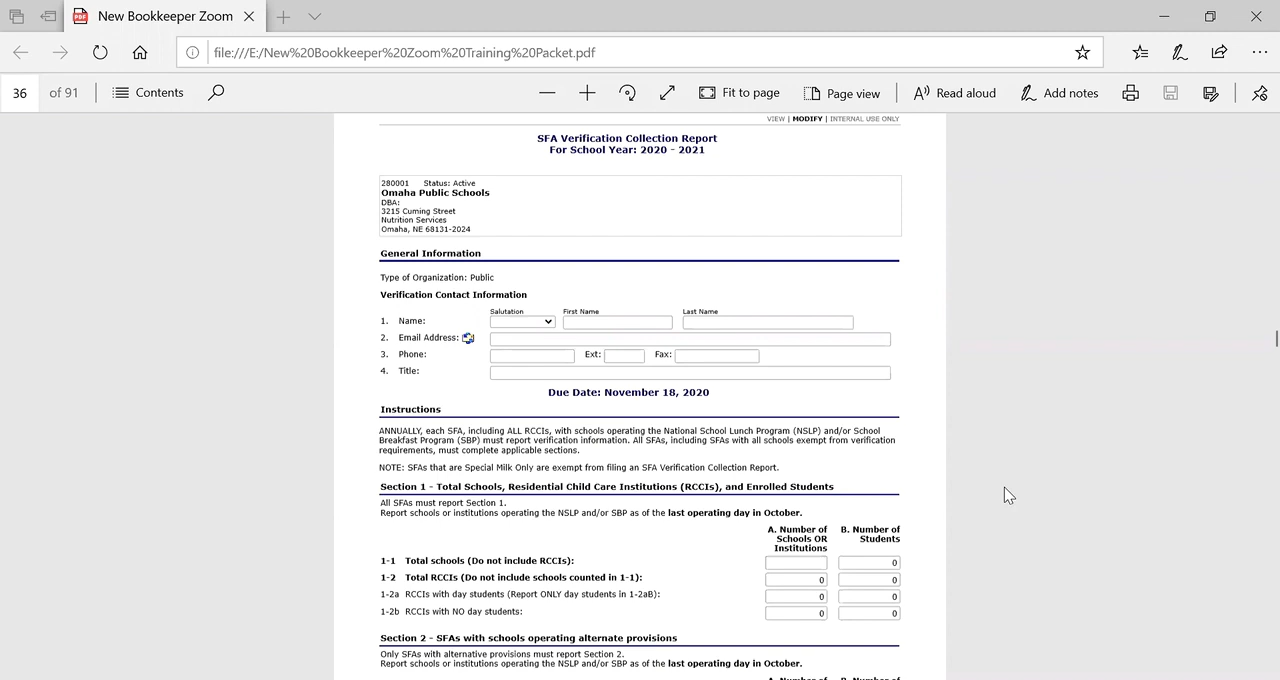 New Bookkeeper Zoom
file:///E:/New%20Bookkeeper%20Zoom%20Training%20Packet.pdf
36 of 91 Contents Fit to page Page view Read aloud Add notes
VIEW | MODIFY | INTERNAL USE ONLY
SFA Verification Collection Report
For School Year: 2020 - 2021
280001 Status: Active
Omaha Public Schools
DBA:
3215 Cuming Street
Nutrition Services
Omaha, NE 68131-2024
General Information
Type of Organization: Public
Verification Contact Information
Salutation First Name Last Name
1. Name:
2. Email Address:
3. Phone: Ext: Fax:
4. Title:
Due Date: November 18, 2020
Instructions
ANNUALLY, each SFA, including ALL RCCIs, with schools operating the National School Lunch Program (NSLP) and/or School
Breakfast Program (SBP) must report verification information. All SFAs, including SFAs with all schools exempt from verification
requirements, must complete applicable sections.
NOTE: SFAs that are Special Milk Only are exempt from filing an SFA Verification Collection Report.
Section 1 - Total Schools, Residential Child Care Institutions (RCCIs), and Enrolled Students
All SFAs must report Section 1.
Report schools or institutions operating the NSLP and/or SBP as of the last operating day in October.
A. Number of B. Number of
Schools OR Students
Institutions
1-1 Total schools (Do not include RCCIs): 0
1-2 Total RCCIs (Do not include schools counted in 1-1): 0 0
1-2a RCCIs with day students (Report ONLY day students in 1-2aB): 0 0
1-2b RCCIs with NO day students: 0 0
Section 2 - SFAs with schools operating alternate provisions
Only SFAs with alternative provisions must report Section 2.
Report schools or institutions operating the NSLP and/or SBP as of the last operating day in October.
A. Number of B. Number of